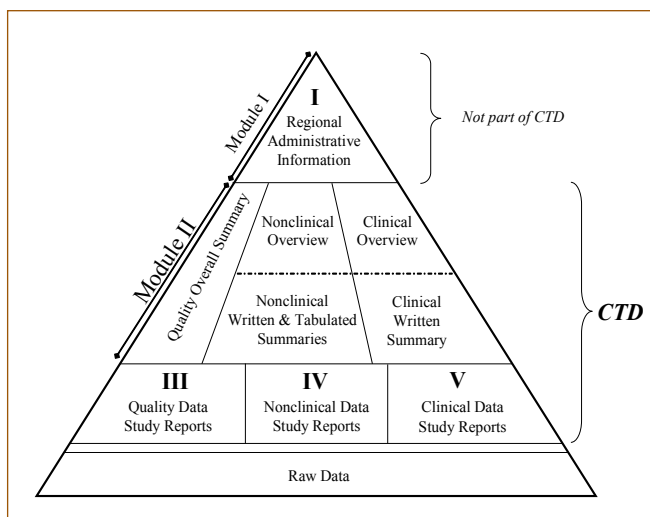 Module I
I
Regional
Administrative
Information
Not part of CTD
Module II
Quality Overall Summary
Nonclinical
Overview
Clinical
Overview
Nonclinical
Written & Tabulated
Summaries
Clinical
Written
Summary
CTD
III
Quality Data
Study Reports
IV
Nonclinical Data
Study Reports
V
Clinical Data
Study Reports
Raw Data